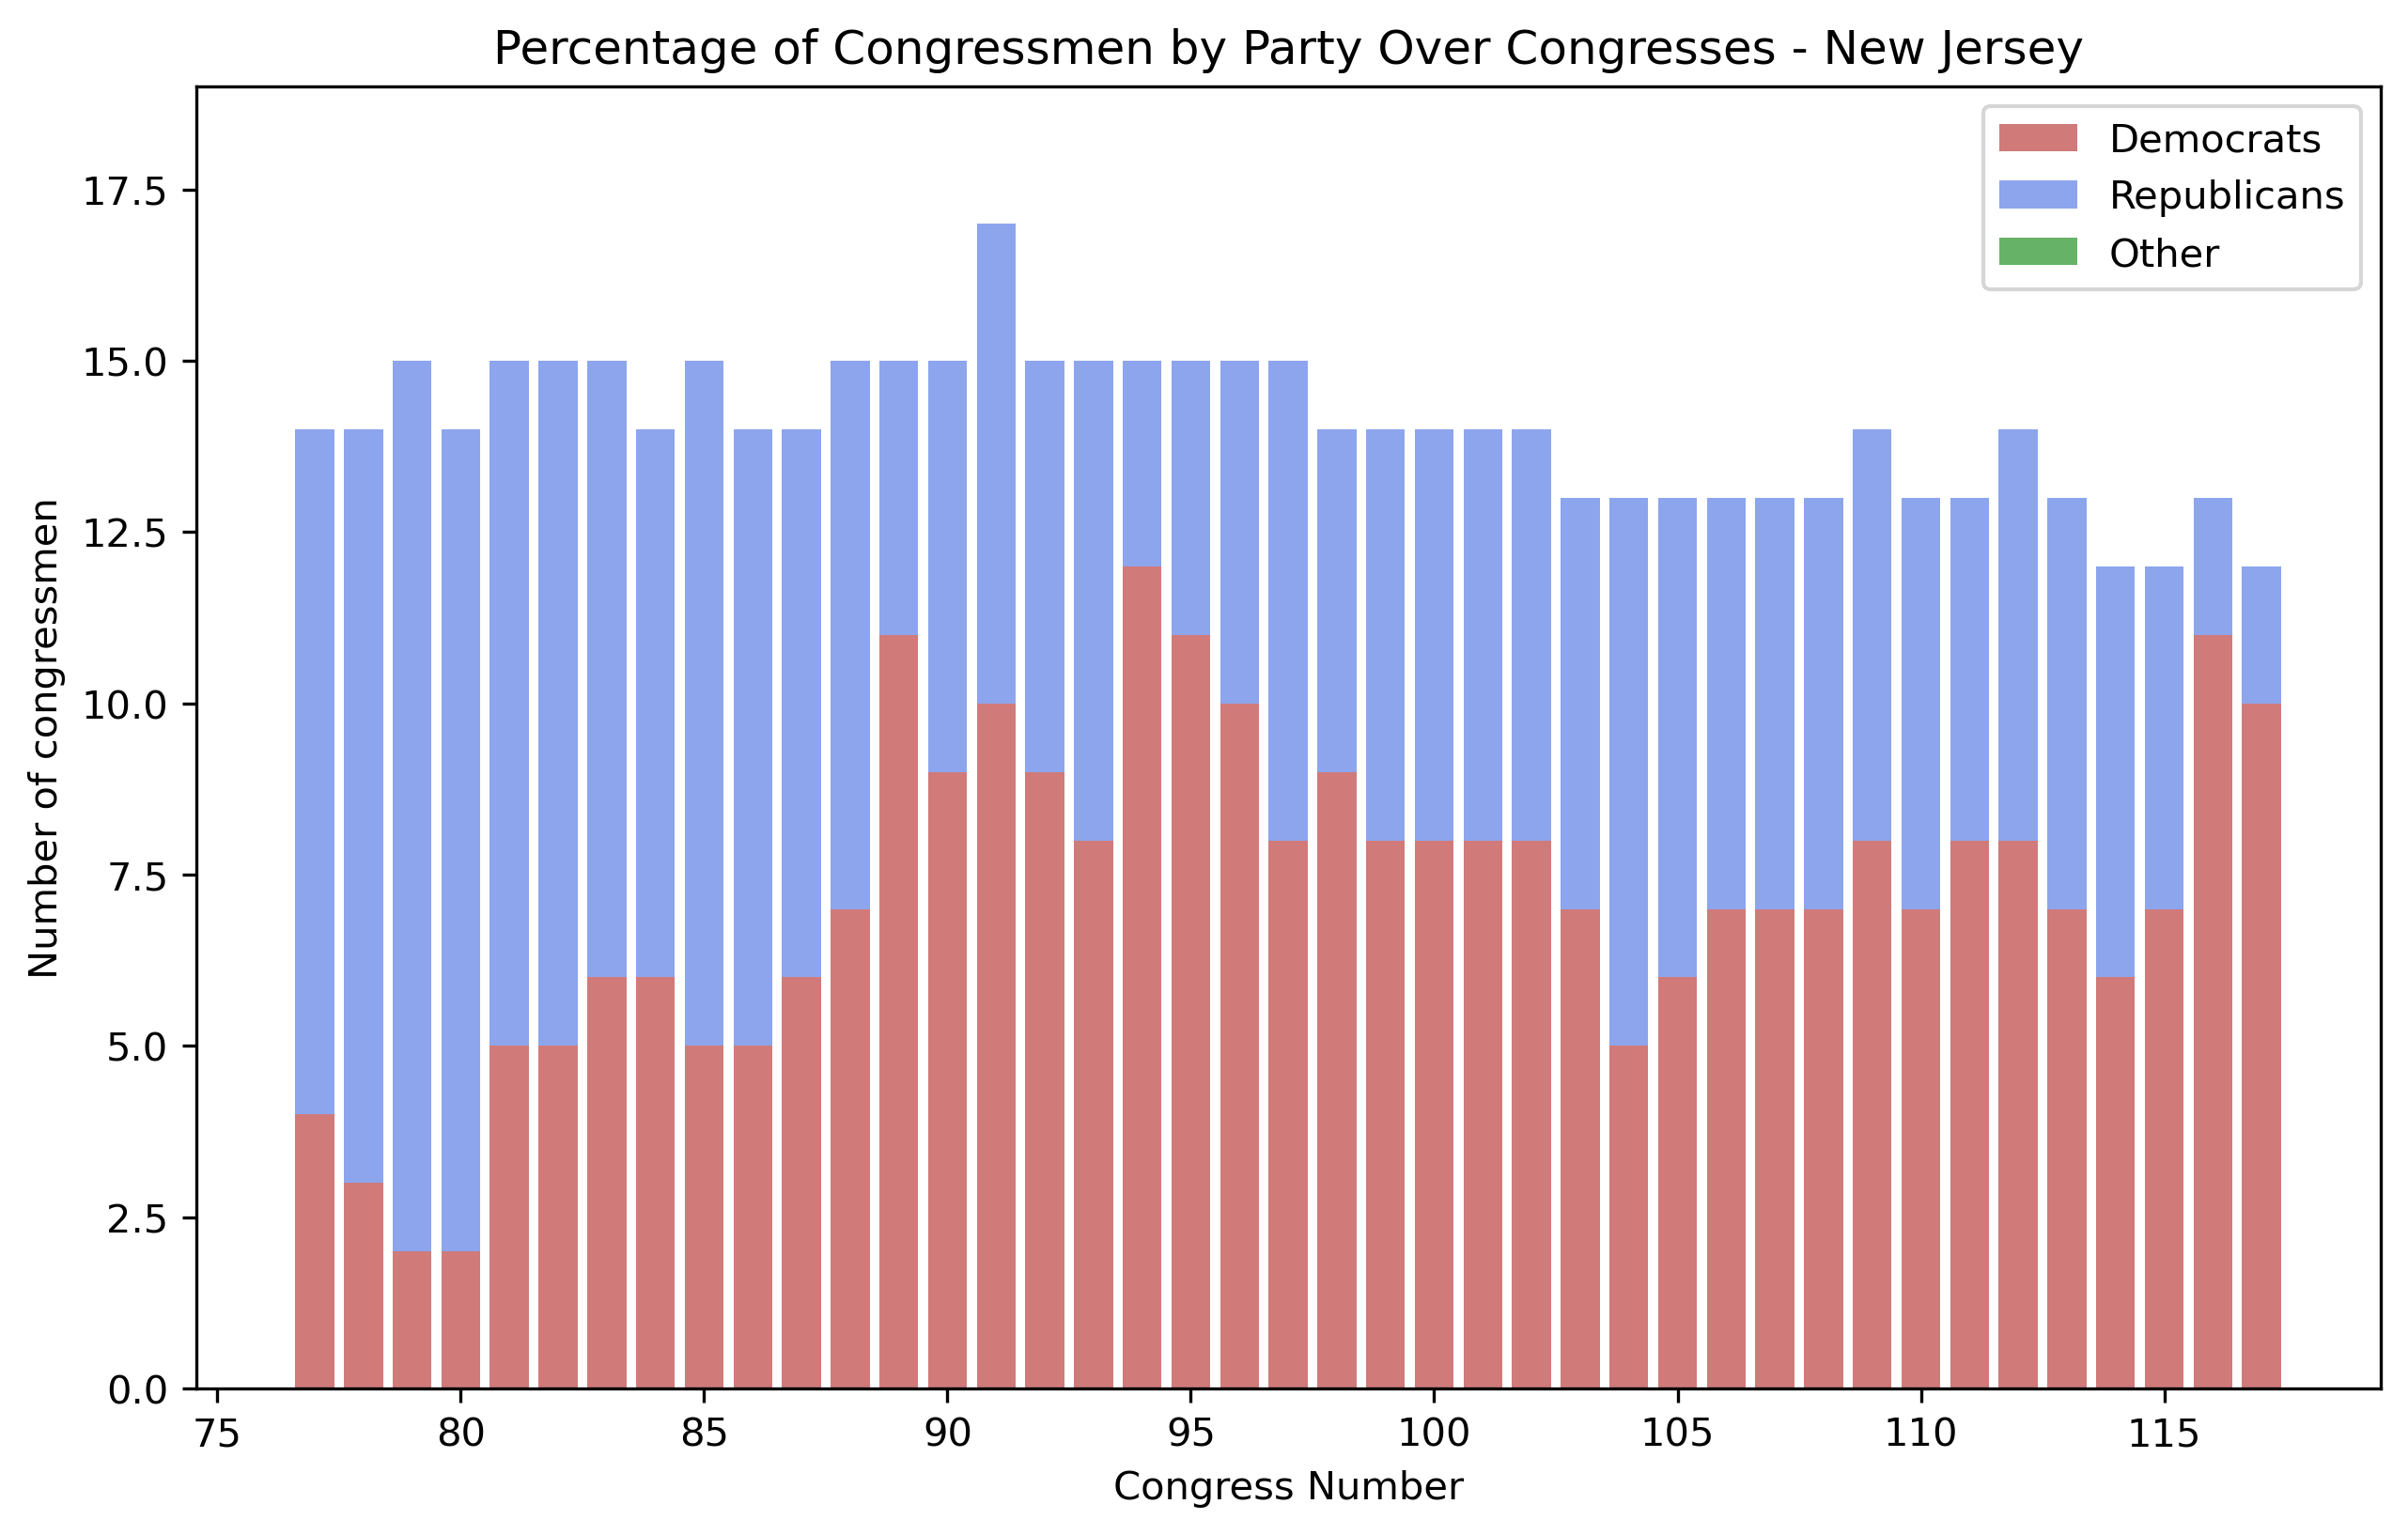 Percentage of Congressmen by Party Over Congresses - New Jersey
Democrats
Republicans
Other
17.5
15.0
12.5
10.0
7.5
5.0
2.5
0.0
Number of congressmen
75 80 85 90 95 100 105 110 115
Congress Number